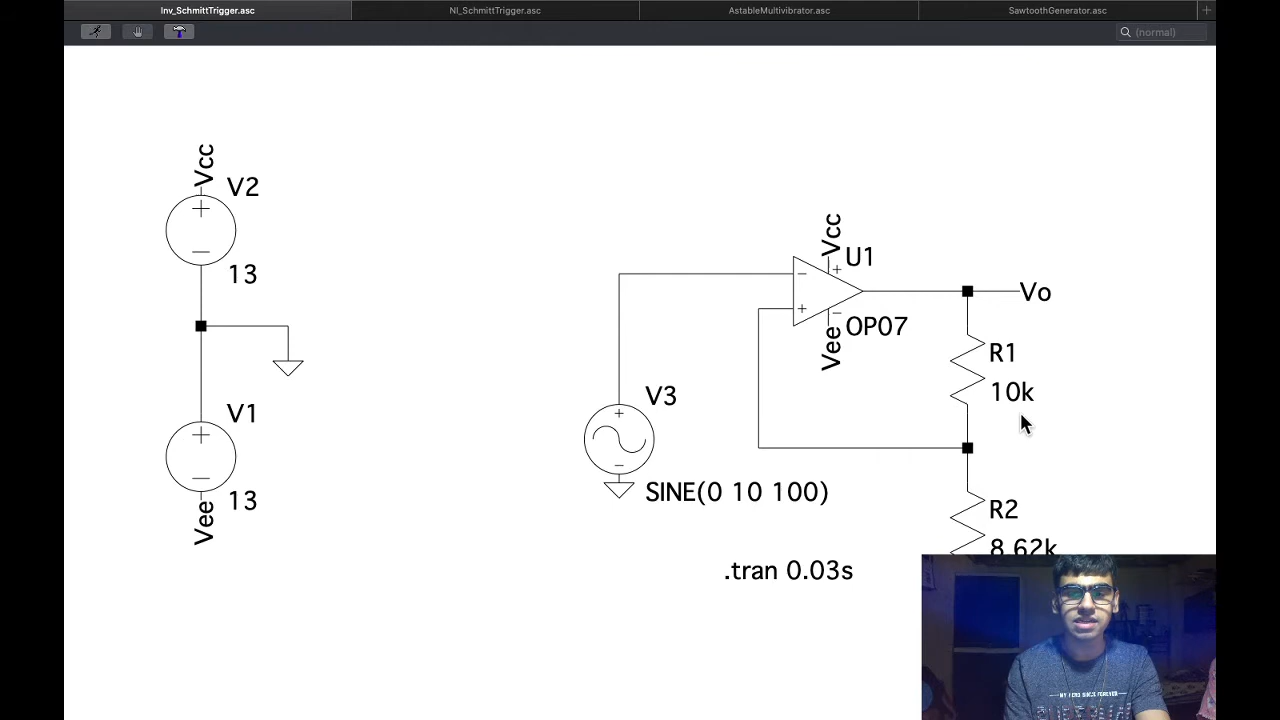 Inv_SchmittTrigger.asc
NI_SchmittTrigger.asc
AstableMultivibrator.asc
SawtoothGenerator.asc
(normal)
Vcc
V2
13
V1
13
Vee
Vcc
U1
OP07
Vee
Vo
R1
10k
V3
SINE(0 10 100)
R2
8.62k
.tran 0.03s